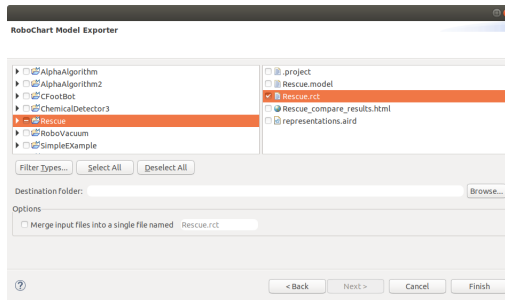 RoboChart Model Exporter
AlphaAlgorithm
AlphaAlgorithm2
CFootBot
ChemicalDetector3
Rescue
RoboVacuum
SimpleEXample
.project
Rescue.model
Rescue.rct
Rescue_compare_results.html
representations.aird
Filter Types...
Select All
Deselect All
Destination folder:
Browse...
Options
Merge input files into a single file named
Rescue.rct
?
< Back
Next >
Cancel
Finish